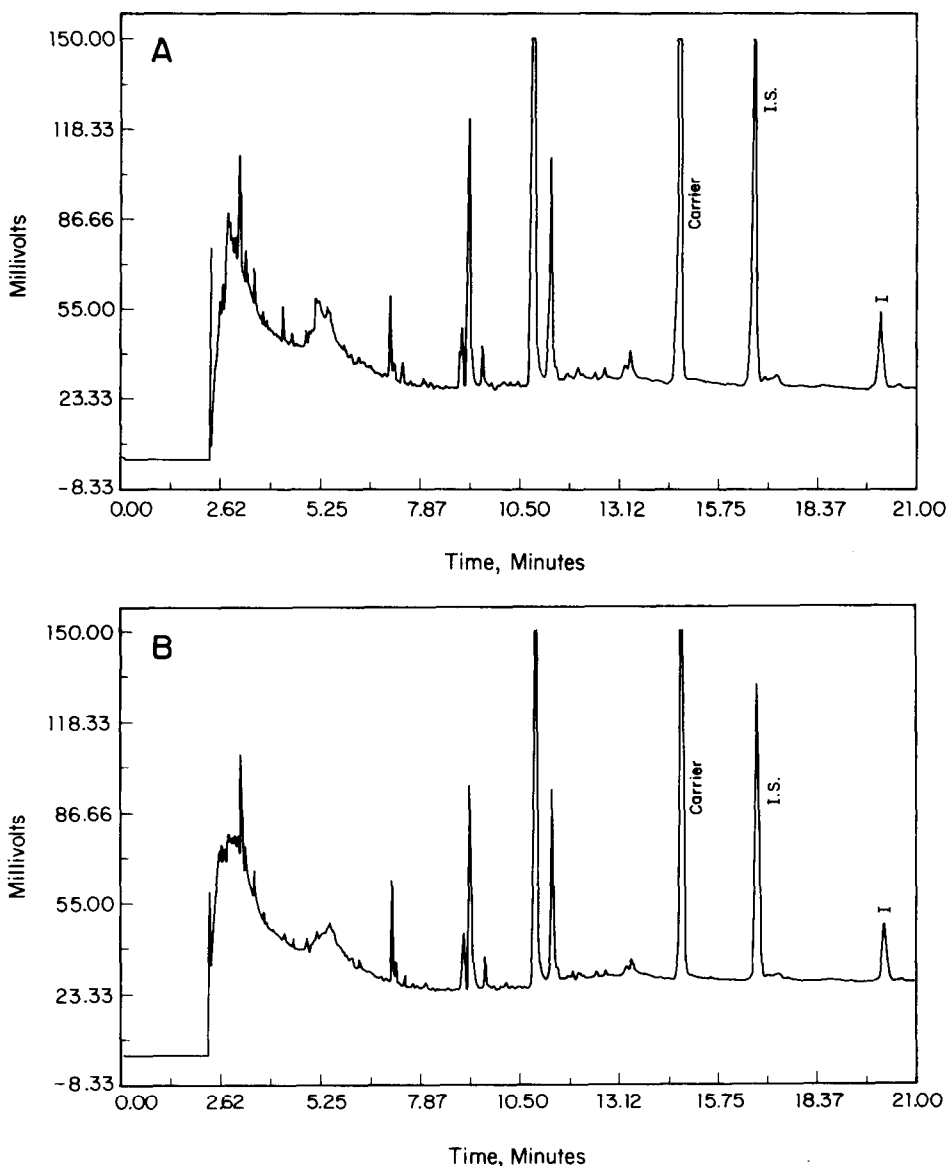 A
150.00
118.33
86.66
55.00
23.33
-8.33
Millivolts
Carrier
I.S.
I
0.00 2.62 5.25 7.87 10.50 13.12 15.75 18.37 21.00
Time, Minutes
B
150.00
118.33
86.66
55.00
23.33
-8.33
Millivolts
Carrier
I.S.
I
0.00 2.62 5.25 7.87 10.50 13.12 15.75 18.37 21.00
Time, Minutes